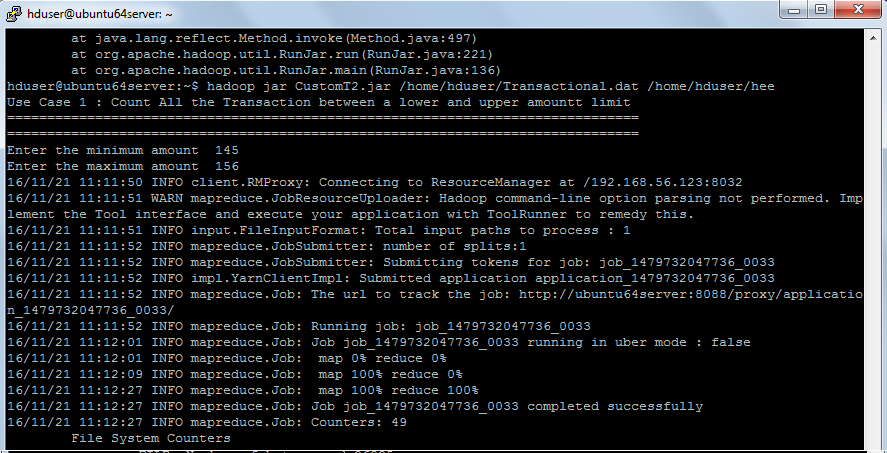 hduser@ubuntu64server: ~
at java.lang.reflect.Method.invoke(Method.java:497)
at org.apache.hadoop.util.RunJar.run(RunJar.java:221)
at org.apache.hadoop.util.RunJar.main(RunJar.java:136)
hduser@ubuntu64server:~$ hadoop jar CustomT2.jar /home/hduser/Transactional.dat /home/hduser/hee
Use Case 1 : Count All the Transaction between a lower and upper amountt limit
===============================================================================
===============================================================================
Enter the minimum amount  145
Enter the maximum amount  156
16/11/21 11:11:50 INFO client.RMProxy: Connecting to ResourceManager at /192.168.56.123:8032
16/11/21 11:11:51 WARN mapreduce.JobResourceUploader: Hadoop command-line option parsing not performed. Imp
lement the Tool interface and execute your application with ToolRunner to remedy this.
16/11/21 11:11:51 INFO input.FileInputFormat: Total input paths to process : 1
16/11/21 11:11:52 INFO mapreduce.JobSubmitter: number of splits:1
16/11/21 11:11:52 INFO mapreduce.JobSubmitter: Submitting tokens for job: job_1479732047736_0033
16/11/21 11:11:52 INFO impl.YarnClientImpl: Submitted application application_1479732047736_0033
16/11/21 11:11:52 INFO mapreduce.Job: The url to track the job: http://ubuntu64server:8088/proxy/applicatio
n_1479732047736_0033/
16/11/21 11:11:52 INFO mapreduce.Job: Running job: job_1479732047736_0033
16/11/21 11:12:01 INFO mapreduce.Job: Job job_1479732047736_0033 running in uber mode : false
16/11/21 11:12:01 INFO mapreduce.Job:  map 0% reduce 0%
16/11/21 11:12:09 INFO mapreduce.Job:  map 100% reduce 0%
16/11/21 11:12:27 INFO mapreduce.Job:  map 100% reduce 100%
16/11/21 11:12:27 INFO mapreduce.Job: Job job_1479732047736_0033 completed successfully
16/11/21 11:12:27 INFO mapreduce.Job: Counters: 49
File System Counters